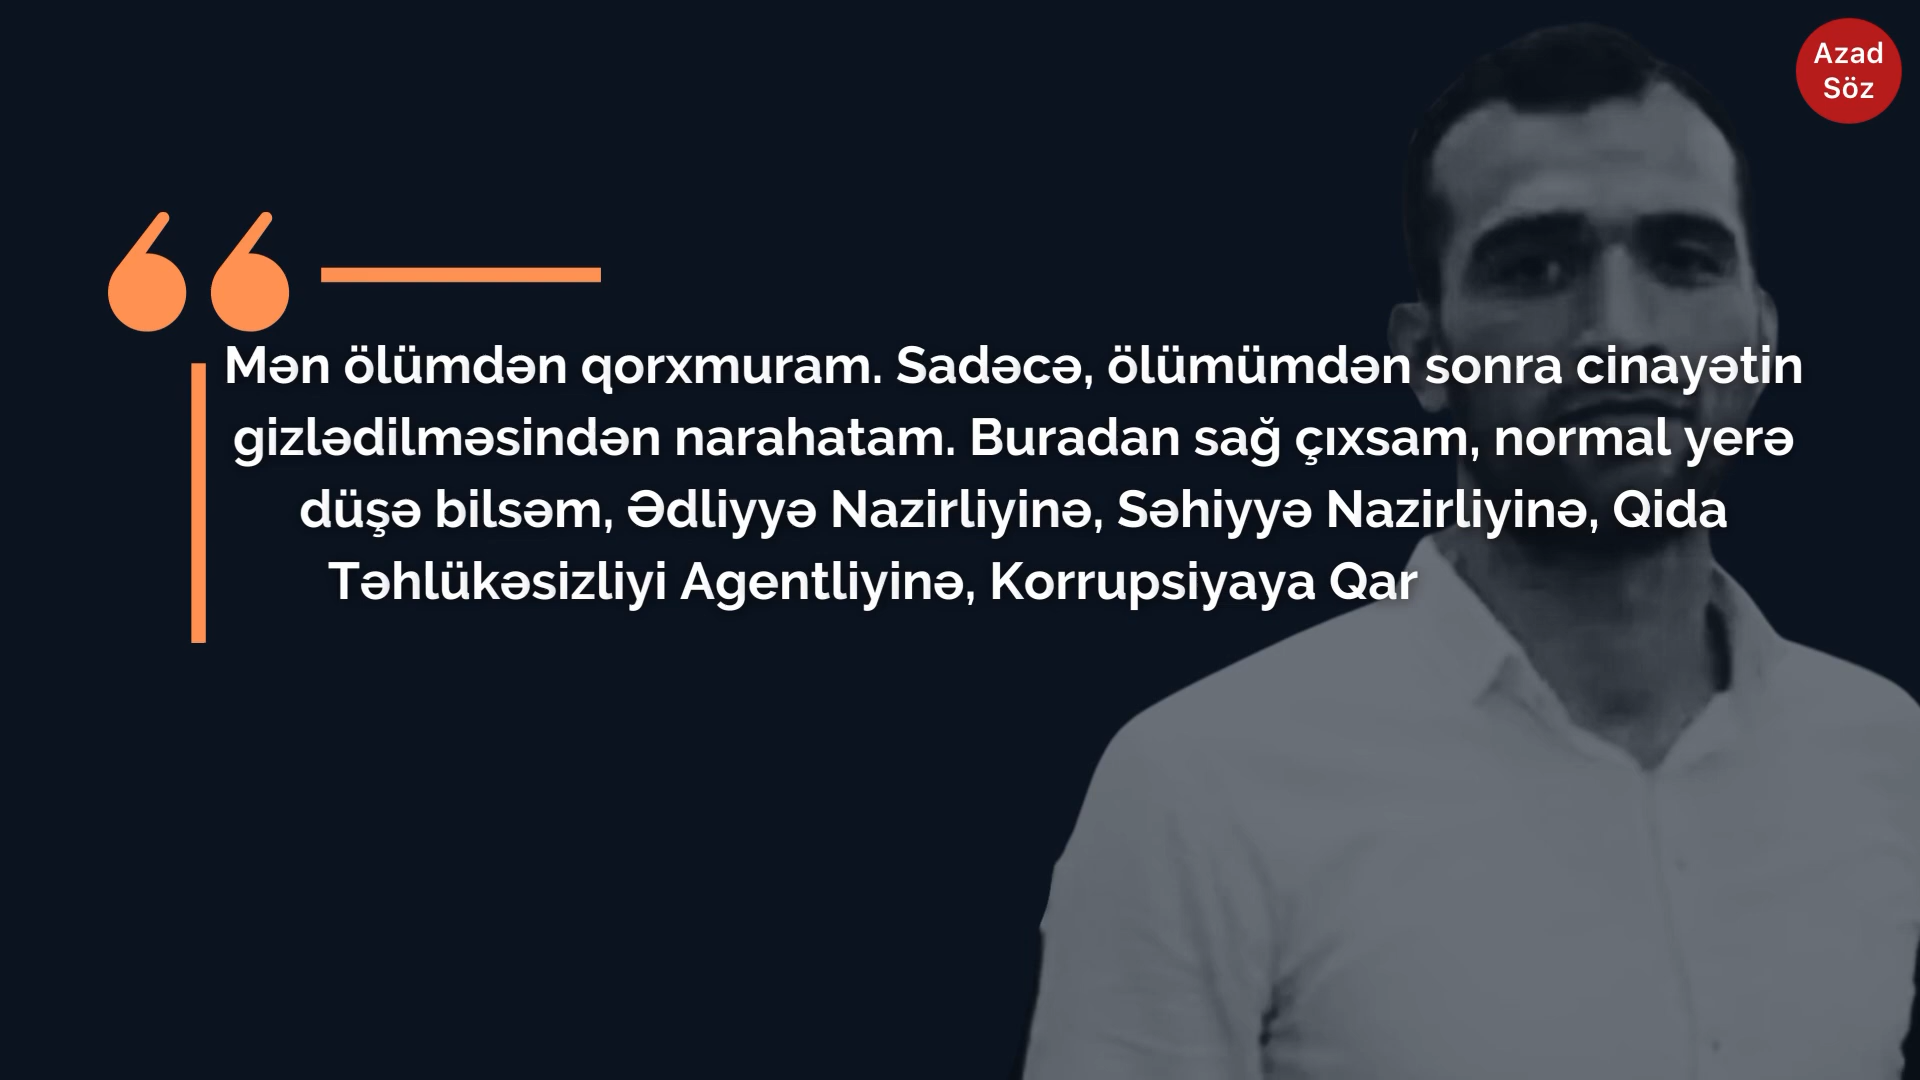 Azad
Söz
Mən ölümdən qorxmuram. Sadəcə, ölümümdən sonra cinayətin
gizlədilməsindən narahatam. Buradan sağ çıxsam, normal yerə
düşə bilsəm, Ədliyyə Nazirliyinə, Səhiyyə Nazirliyinə, Qida
Təhlükəsizliyi Agentliyinə, Korrupsiyaya Qar